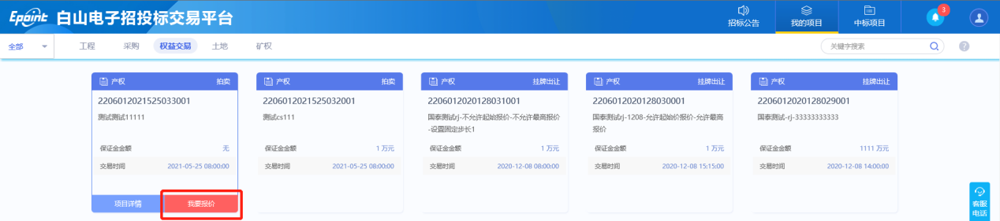 Epoint 白山电子招投标交易平台
招标公告
我的项目
中标项目
3
全部
工程
采购
权益交易
土地
矿权
关键字搜索
?
产权
拍卖
2206012021525033001
测试测试11111
保证金金额
无
交易时间
2021-05-25 08:00:00
项目详情
我要报价
产权
拍卖
2206012021525032001
测试cs111
保证金金额
1 万元
交易时间
2021-05-25 08:00:00
产权
挂牌出让
2206012020128031001
国泰测试rj-不允许起始报价-不允许最高报价
-设置固定步长1
保证金金额
1 万元
交易时间
2020-12-08 08:00:00
产权
挂牌出让
2206012020128030001
国泰测试rj-1208-允许起始价报价-允许最高
报价
保证金金额
1 万元
交易时间
2020-12-08 15:15:00
产权
挂牌出让
2206012020128029001
国泰测试-rj-33333333333
保证金金额
1111 万元
交易时间
2020-12-08 14:00:00
客服
电话